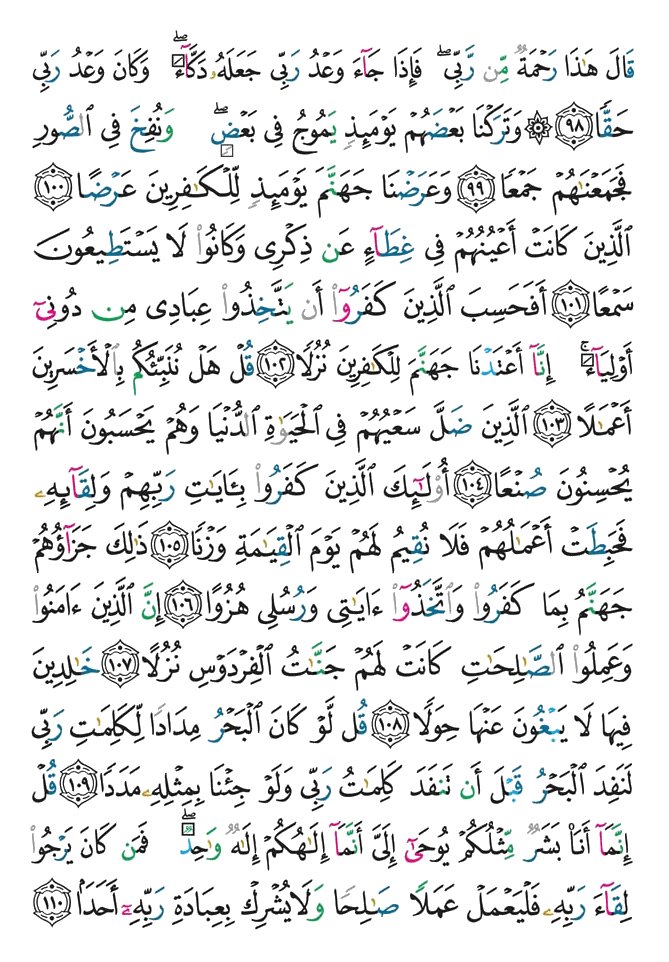 قَالَ هَٰذَا رَحْمَةٌ مِّن رَّبِّي ۖ فَإِذَا جَآءَ وَعْدُ رَبِّي جَعَلَهُۥ دَكَّآءَ ۖ وَكَانَ وَعْدُ رَبِّي
حَقًّا ٩٨ ۞ وَتَرَكْنَا بَعْضَهُمْ يَوْمَئِذٍ يَمُوجُ فِي بَعْضٍ ۖ وَنُفِخَ فِي ٱلصُّورِ
فَجَمَعْنَٰهُمْ جَمْعًا ٩٩ وَعَرَضْنَا جَهَنَّمَ يَوْمَئِذٍ لِّلْكَٰفِرِينَ عَرْضًا ١٠٠
ٱلَّذِينَ كَانَتْ أَعْيُنُهُمْ فِي غِطَآءٍ عَن ذِكْرِى وَكَانُوا۟ لَا يَسْتَطِيعُونَ
سَمْعًا ١٠١ أَفَحَسِبَ ٱلَّذِينَ كَفَرُوٓا۟ أَن يَتَّخِذُوا۟ عِبَادِى مِن دُونِىٓ
أَوْلِيَآءَ ۚ إِنَّآ أَعْتَدْنَا جَهَنَّمَ لِلْكَٰفِرِينَ نُزُلًا ١٠٢ قُلْ هَلْ نُنَبِّئُكُم بِٱلْأَخْسَرِينَ
أَعْمَٰلًا ١٠٣ ٱلَّذِينَ ضَلَّ سَعْيُهُمْ فِي ٱلْحَيَوٰةِ ٱلدُّنْيَا وَهُمْ يَحْسَبُونَ أَنَّهُمْ
يُحْسِنُونَ صُنْعًا ١٠٤ أُو۟لَٰٓئِكَ ٱلَّذِينَ كَفَرُوا۟ بِـَٔايَٰتِ رَبِّهِمْ وَلِقَآئِهِۦ
فَحَبِطَتْ أَعْمَٰلُهُمْ فَلَا نُقِيمُ لَهُمْ يَوْمَ ٱلْقِيَٰمَةِ وَزْنًا ١٠٥ ذَٰلِكَ جَزَآؤُهُمْ
جَهَنَّمُ بِمَا كَفَرُوا۟ وَٱتَّخَذُوٓا۟ ءَايَٰتِى وَرُسُلِى هُزُوًا ١٠٦ إِنَّ ٱلَّذِينَ ءَامَنُوا۟
وَعَمِلُوا۟ ٱلصَّٰلِحَٰتِ كَانَتْ لَهُمْ جَنَّٰتُ ٱلْفِرْدَوْسِ نُزُلًا ١٠٧ خَٰلِدِينَ
فِيهَا لَا يَبْغُونَ عَنْهَا حِوَلًا ١٠٨ قُل لَّوْ كَانَ ٱلْبَحْرُ مِدَادًا لِّكَلِمَٰتِ رَبِّي
لَنَفِدَ ٱلْبَحْرُ قَبْلَ أَن تَنفَدَ كَلِمَٰتُ رَبِّي وَلَوْ جِئْنَا بِمِثْلِهِۦ مَدَدًا ١٠٩ قُلْ
إِنَّمَآ أَنَا۠ بَشَرٌ مِّثْلُكُمْ يُوحَىٰٓ إِلَىَّ أَنَّمَآ إِلَٰهُكُمْ إِلَٰهٌ وَٰحِدٌ ۖ فَمَن كَانَ يَرْجُوا۟
لِقَآءَ رَبِّهِۦ فَلْيَعْمَلْ عَمَلًا صَٰلِحًا وَلَا يُشْرِكْ بِعِبَادَةِ رَبِّهِۦٓ أَحَدًۢا ١١٠